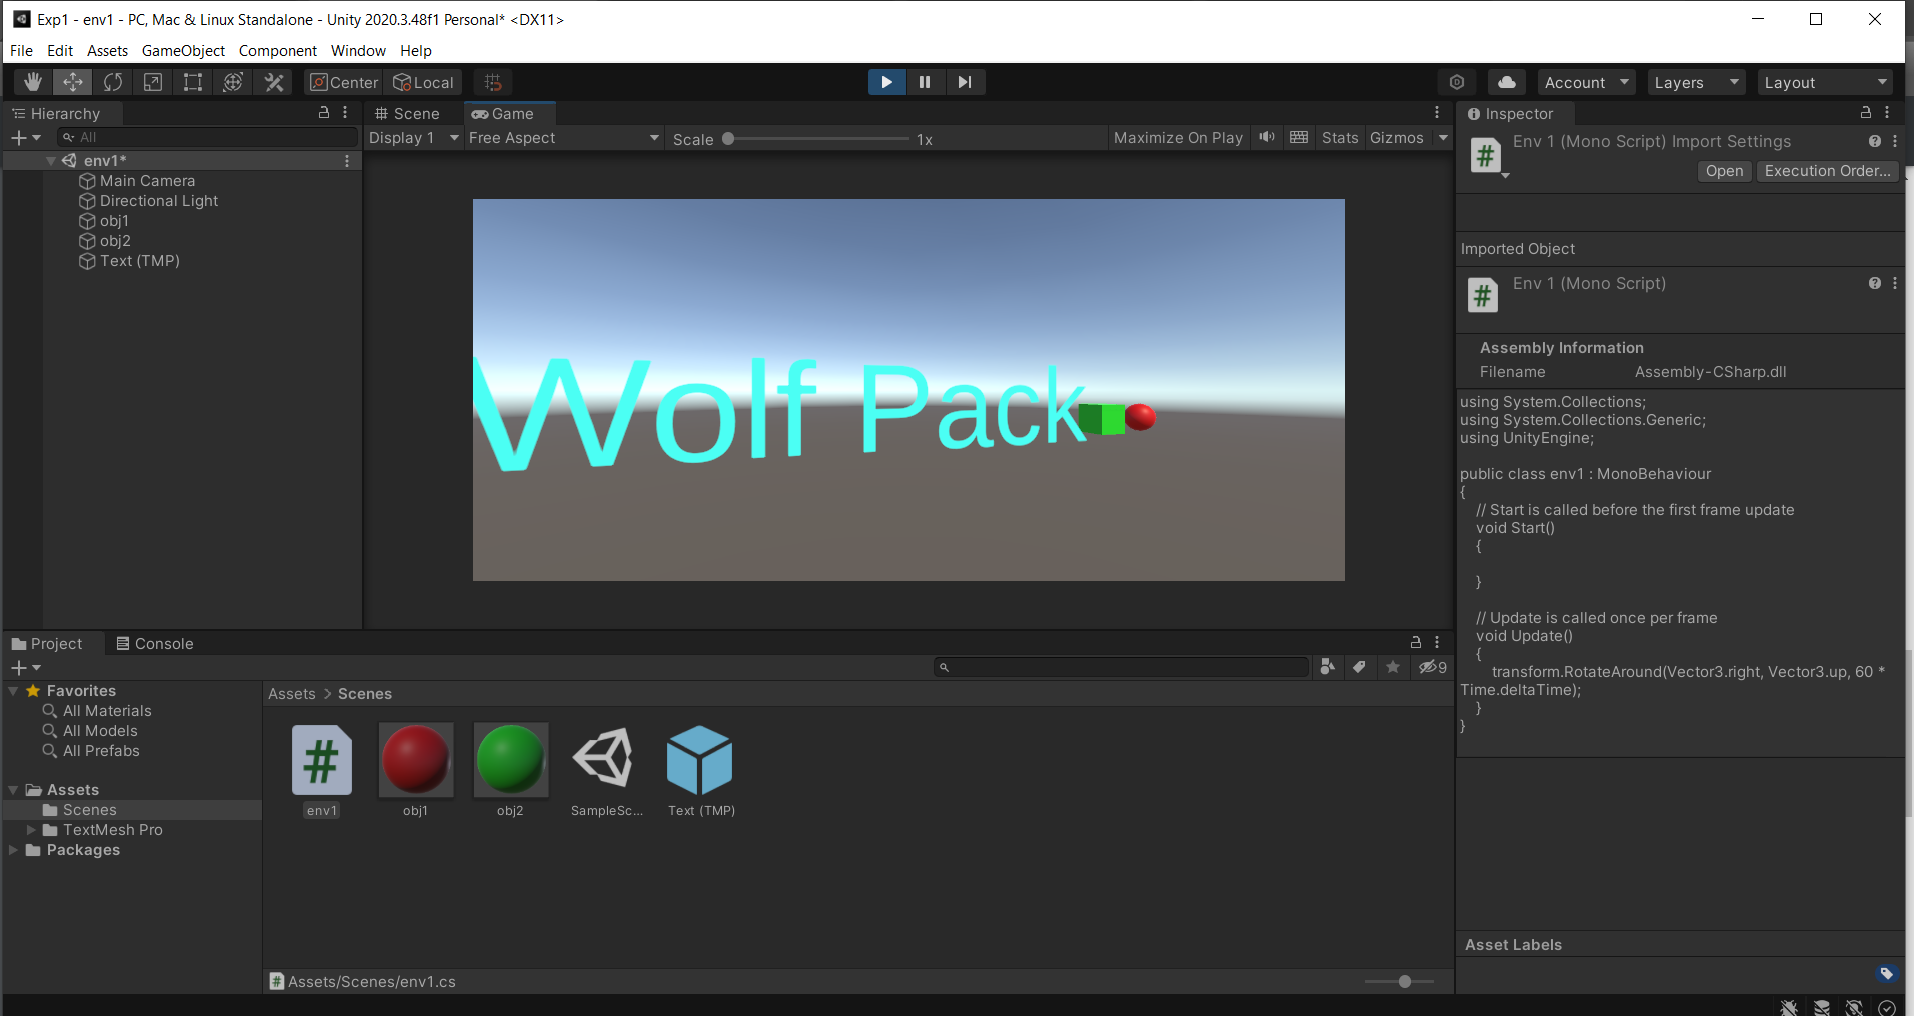 Exp1 - env1 - PC, Mac & Linux Standalone - Unity 2020.3.48f1 Personal* <DX11>
File Edit Assets GameObject Component Window Help
Center Local Account Layers Layout
Hierarchy
All
env1*
Main Camera
Directional Light
obj1
obj2
Text (TMP)
Scene Game
Display 1 Free Aspect Scale 1x Maximize On Play Stats Gizmos
Wolf Pack
Inspector
Env 1 (Mono Script) Import Settings
Open Execution Order...
Imported Object
Env 1 (Mono Script)
Assembly Information
Filename Assembly-CSharp.dll
using System.Collections;
using System.Collections.Generic;
using UnityEngine;
public class env1 : MonoBehaviour
{
// Start is called before the first frame update
void Start()
{
}
// Update is called once per frame
void Update()
{
transform.RotateAround(Vector3.right, Vector3.up, 60 *
Time.deltaTime);
}
}
Asset Labels
Project Console
9
Favorites
All Materials
All Models
All Prefabs
Assets
Scenes
TextMesh Pro
Packages
Assets > Scenes
#
env1 obj1 obj2 SampleSc... Text (TMP)
Assets/Scenes/env1.cs